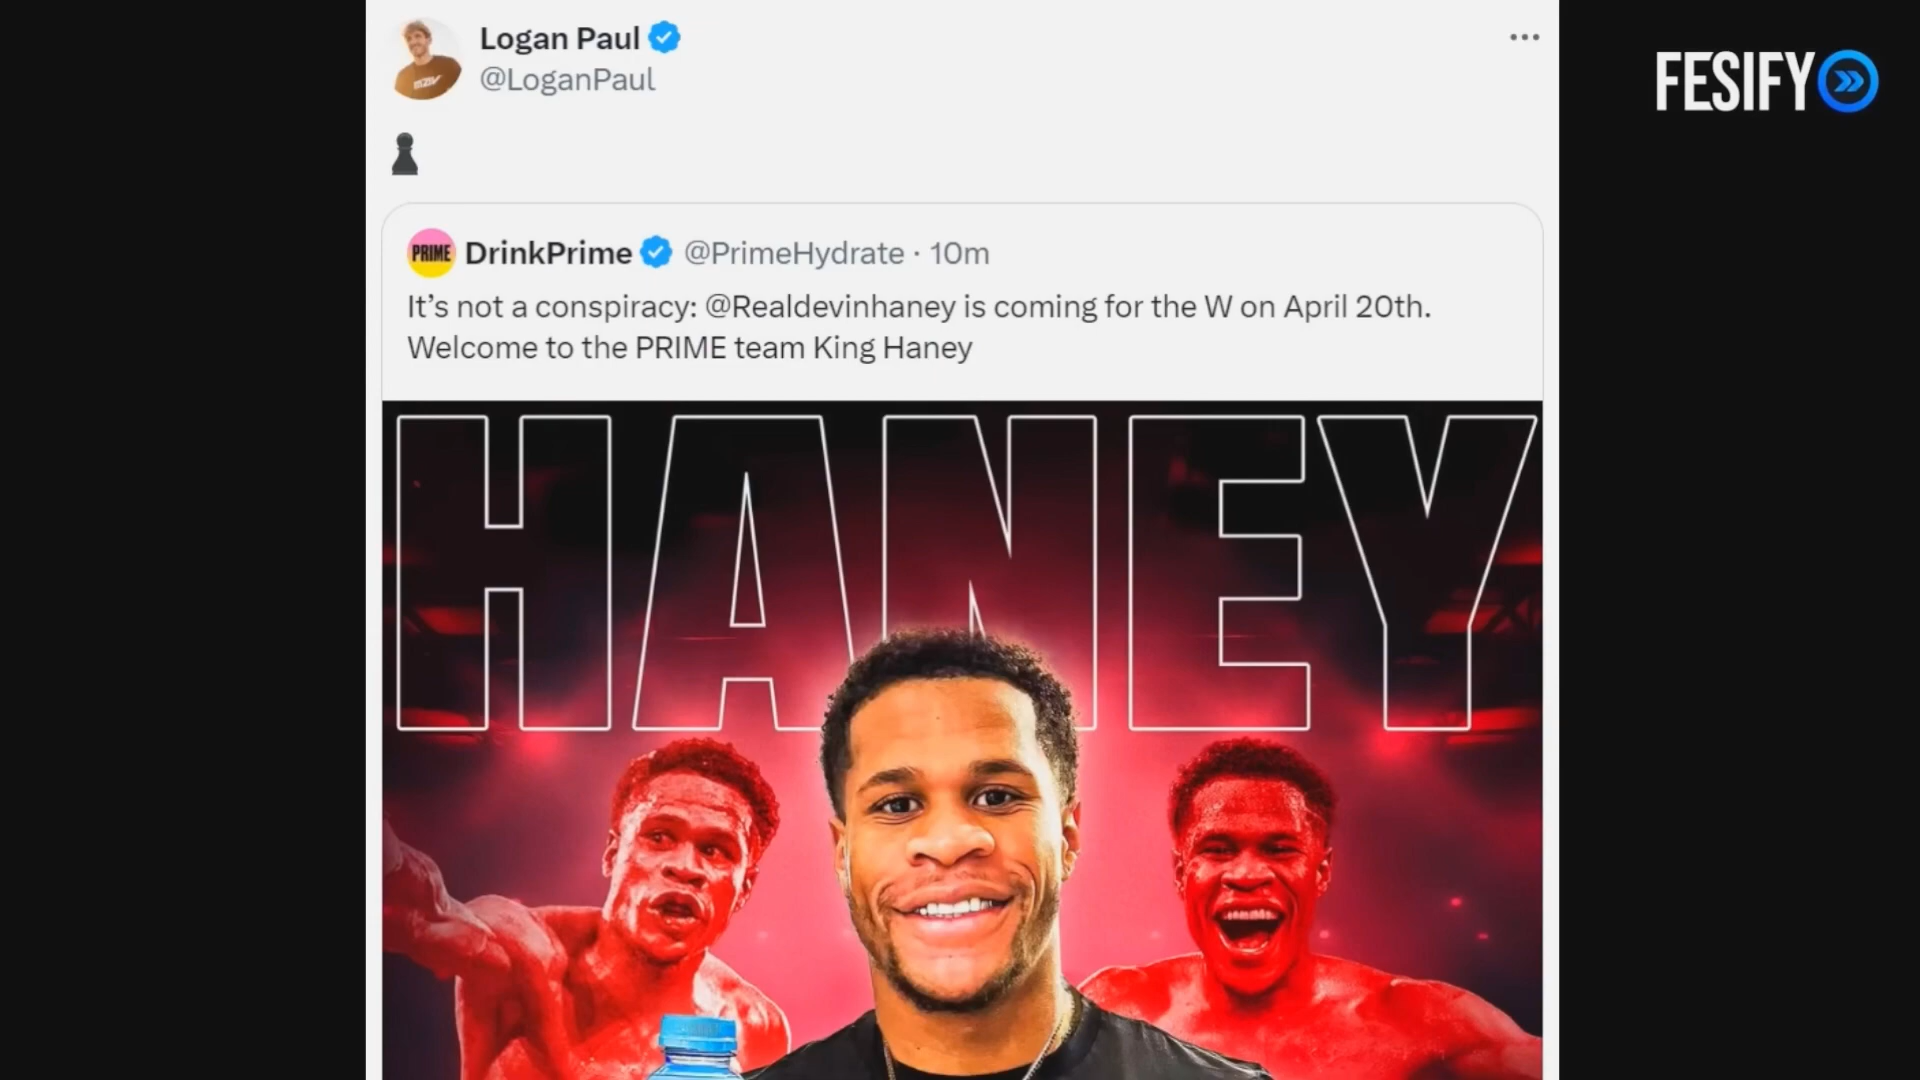 Logan Paul
@LoganPaul
FESIFY
PRIME
DrinkPrime @PrimeHydrate · 10m
It’s not a conspiracy: @Realdevinhaney is coming for the W on April 20th.
Welcome to the PRIME team King Haney
HANEY